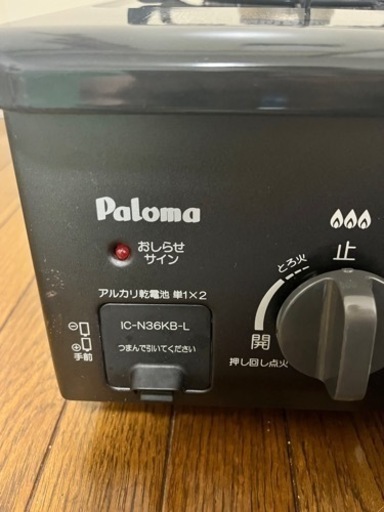 Paloma
おしらせ
サイン
アルカリ乾電池 単1×2
IC-N36KB-L
つまんで引いてください
⊖
⊕
手前
止
とろ火
開
押し回し点火